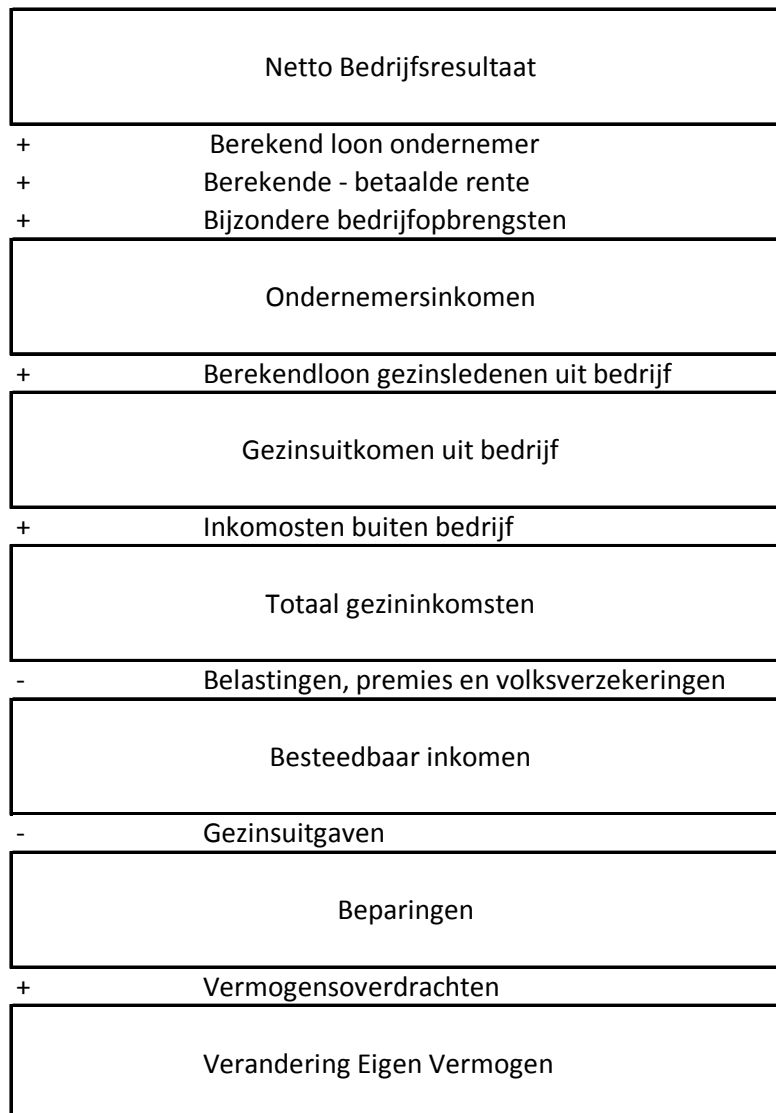 Netto Bedrijfsresultaat
+ Berekend loon ondernemer
+ Berekende - betaalde rente
+ Bijzondere bedrijfopbrengsten
Ondernemersinkomen
+ Berekendloon gezinsledenen uit bedrijf
Gezinsuitkomen uit bedrijf
+ Inkomosten buiten bedrijf
Totaal gezininkomsten
- Belastingen, premies en volksverzekeringen
Besteedbaar inkomen
- Gezinsuitgaven
Beparingen
+ Vermogensoverdrachten
Verandering Eigen Vermogen